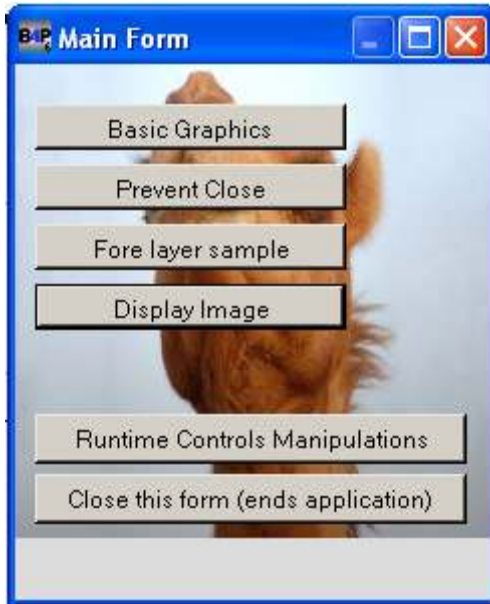 B4P Main Form
Basic Graphics
Prevent Close
Fore layer sample
Display Image
Runtime Controls Manipulations
Close this form (ends application)